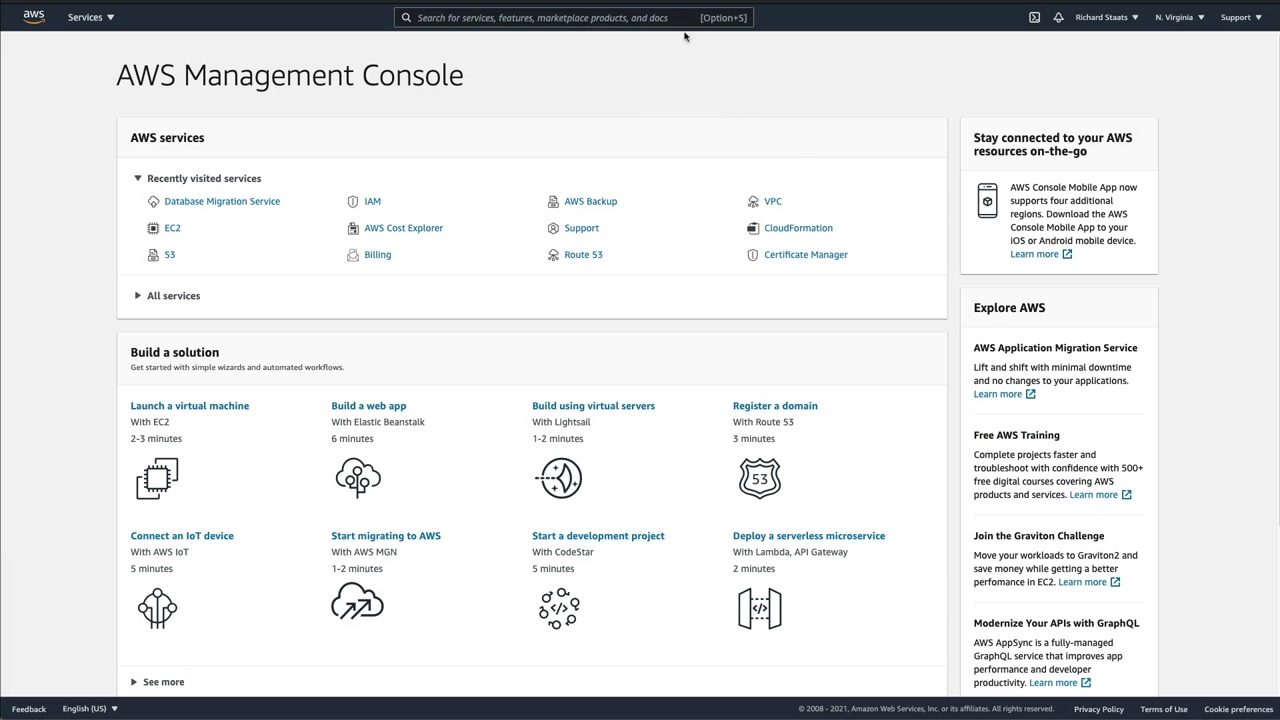 aws
Services
Search for services, features, marketplace products, and docs
[Option+S]
Richard Staats
N. Virginia
Support
AWS Management Console
AWS services
Recently visited services
Database Migration Service
IAM
AWS Backup
VPC
EC2
AWS Cost Explorer
Support
CloudFormation
S3
Billing
Route 53
Certificate Manager
All services
Build a solution
Get started with simple wizards and automated workflows.
Launch a virtual machine
With EC2
2-3 minutes
Build a web app
With Elastic Beanstalk
6 minutes
Build using virtual servers
With Lightsail
1-2 minutes
Register a domain
With Route 53
3 minutes
53
Connect an IoT device
With AWS IoT
5 minutes
Start migrating to AWS
With AWS MGN
1-2 minutes
Start a development project
With CodeStar
5 minutes
Deploy a serverless microservice
With Lambda, API Gateway
2 minutes
See more
Stay connected to your AWS
resources on-the-go
AWS Console Mobile App now
supports four additional
regions. Download the AWS
Console Mobile App to your
iOS or Android mobile device.
Learn more
Explore AWS
AWS Application Migration Service
Lift and shift with minimal downtime
and no changes to your applications.
Learn more
Free AWS Training
Complete projects faster and
troubleshoot with confidence with 500+
free digital courses covering AWS
products and services. Learn more
Join the Graviton Challenge
Move your workloads to Graviton2 and
save money while getting a better
perfomance in EC2. Learn more
Modernize Your APIs with GraphQL
AWS AppSync is a fully-managed
GraphQL service that improves app
performance and developer
productivity. Learn more
Feedback
English (US)
© 2008 - 2021, Amazon Web Services, Inc. or its affiliates. All rights reserved.
Privacy Policy
Terms of Use
Cookie preferences